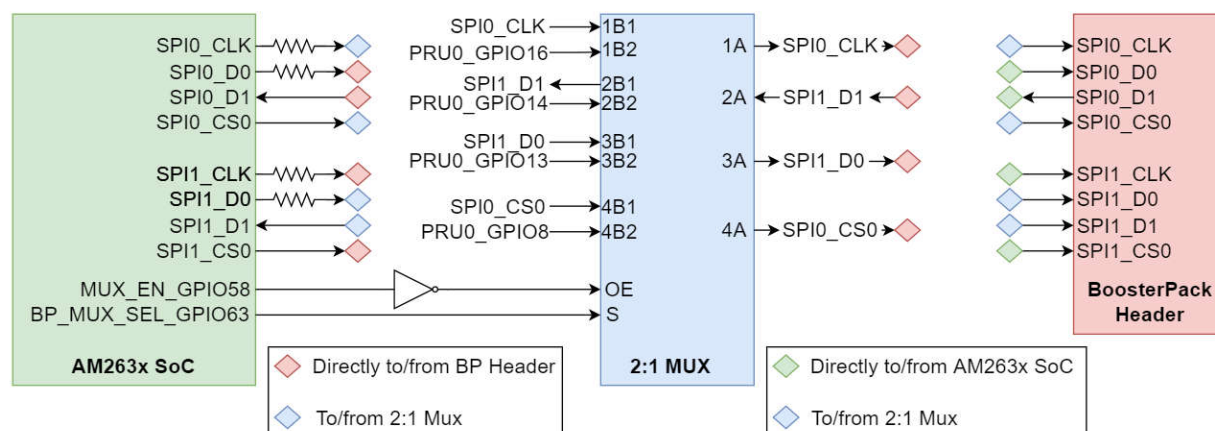 SPI0_CLK
SPI0_D0
SPI0_D1
SPI0_CS0
SPI1_CLK
SPI1_D0
SPI1_D1
SPI1_CS0
MUX_EN_GPIO58
BP_MUX_SEL_GPIO63
AM263x SoC
SPI0_CLK
PRU0_GPIO16
SPI1_D1
PRU0_GPIO14
SPI1_D0
PRU0_GPIO13
SPI0_CS0
PRU0_GPIO8
1B1
1B2
2B1
2B2
3B1
3B2
4B1
4B2
OE
S
1A
2A
3A
4A
2:1 MUX
SPI0_CLK
SPI1_D1
SPI1_D0
SPI0_CS0
SPI0_CLK
SPI0_D0
SPI0_D1
SPI0_CS0
SPI1_CLK
SPI1_D0
SPI1_D1
SPI1_CS0
BoosterPack
Header
Directly to/from BP Header
To/from 2:1 Mux
Directly to/from AM263x SoC
To/from 2:1 Mux